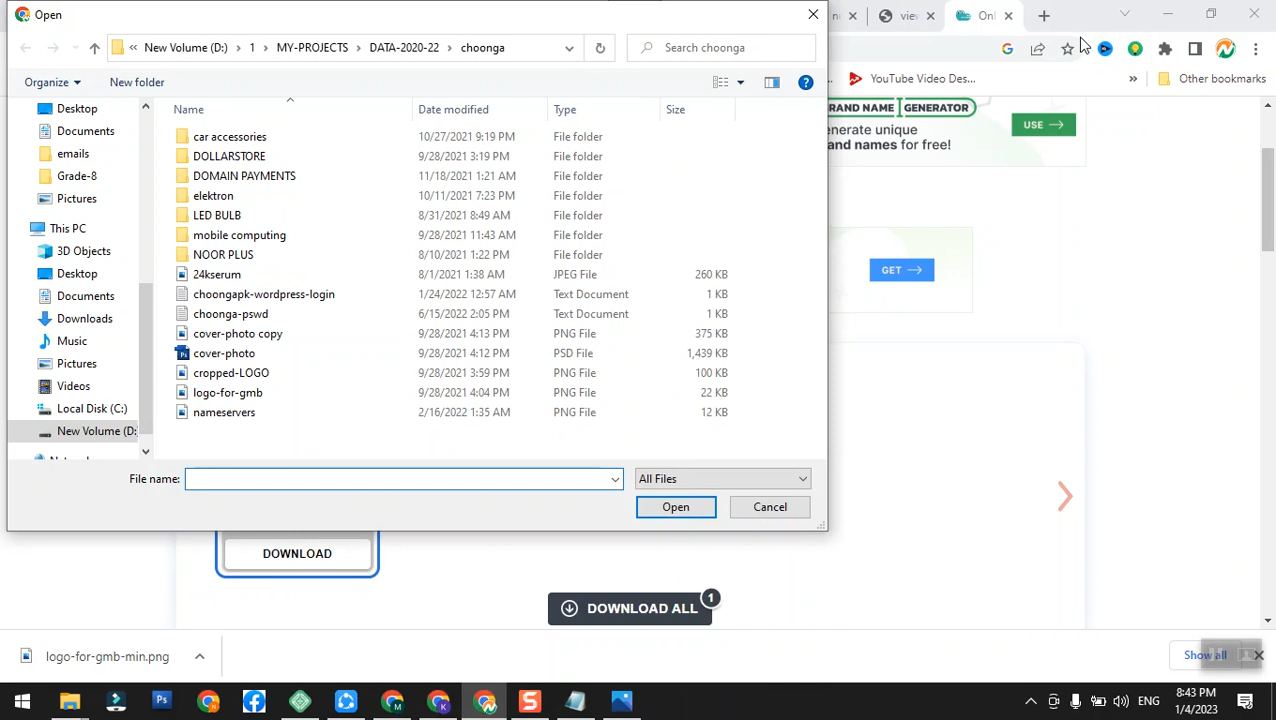 Open
New Volume (D:) › 1 › MY-PROJECTS › DATA-2020-22 › choonga
Search choonga
Organize
New folder
Name Date modified Type Size
Desktop
Documents
emails
Grade-8
Pictures
This PC
3D Objects
Desktop
Documents
Downloads
Music
Pictures
Videos
Local Disk (C:)
New Volume (D:
car accessories 10/27/2021 9:19 PM File folder
DOLLARSTORE 9/28/2021 3:19 PM File folder
DOMAIN PAYMENTS 11/18/2021 1:21 AM File folder
elektron 10/11/2021 7:23 PM File folder
LED BULB 8/31/2021 8:49 AM File folder
mobile computing 9/28/2021 11:43 AM File folder
NOOR PLUS 8/10/2021 1:22 PM File folder
24kserum 8/1/2021 1:38 AM JPEG File 260 KB
choongapk-wordpress-login 1/24/2022 12:57 AM Text Document 1 KB
choonga-pswd 6/15/2022 2:05 PM Text Document 1 KB
cover-photo copy 9/28/2021 4:13 PM PNG File 375 KB
cover-photo 9/28/2021 4:12 PM PSD File 1,439 KB
cropped-LOGO 9/28/2021 3:59 PM PNG File 100 KB
logo-for-gmb 9/28/2021 4:04 PM PNG File 22 KB
nameservers 2/16/2022 1:35 AM PNG File 12 KB
File name:
All Files
Open
Cancel
viev
Onl
YouTube Video Des...
Other bookmarks
RAND NAME GENERATOR
enerate unique
and names for free!
USE
GET
DOWNLOAD
DOWNLOAD ALL
1
logo-for-gmb-min.png
Show all
ENG
8:43 PM
1/4/2023